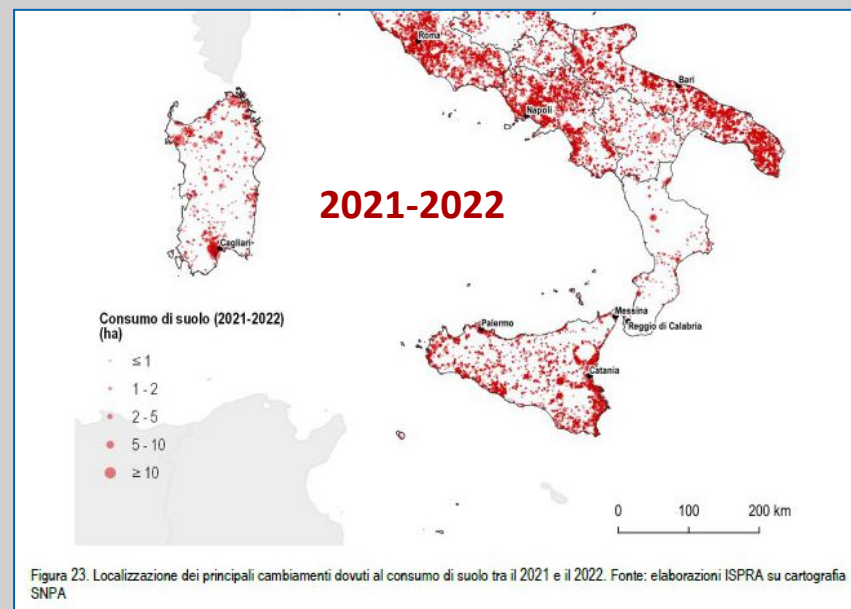 Roma
Bari
Napoli
2021-2022
Cagliari
Consumo di suolo (2021-2022)
(ha)
≤ 1
1 - 2
2 - 5
5 - 10
≥ 10
Messina
Palermo
Reggio di Calabria
Catania
0 100 200 km
Figura 23. Localizzazione dei principali cambiamenti dovuti al consumo di suolo tra il 2021 e il 2022. Fonte: elaborazioni ISPRA su cartografia
SNPA